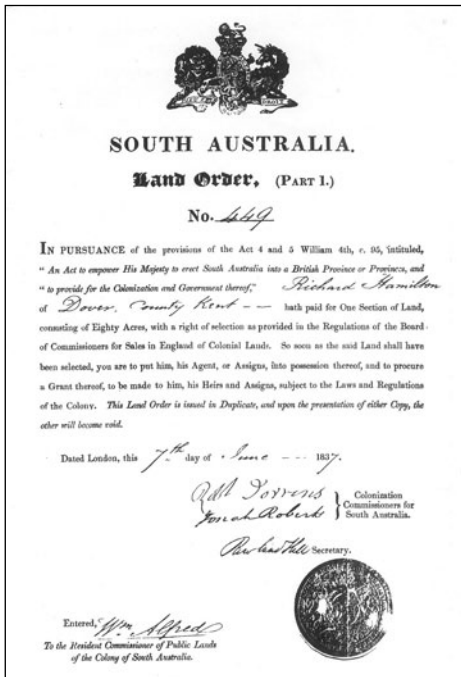 SOUTH AUSTRALIA.
Land Order, (PART 1.)
No. 449
IN PURSUANCE of the provisions of the Act 4 and 5 William 4th, c. 95, intituled,
"An Act to empower His Majesty to erect South Australia into a British Province or Provinces, and
"to provide for the Colonization and Government thereof," Richard Hamilton
of Dover, County Kent -- hath paid for One Section of Land,
consisting of Eighty Acres, with a right of selection as provided in the Regulations of the Board
of Commissioners for Sales in England of Colonial Lands. So soon as the said Land shall have
been selected, you are to put him, his Agent, or Assigns, into possession thereof, and to procure
a Grant thereof, to be made to him, his Heirs and Assigns, subject to the Laws and Regulations
of the Colony. This Land Order is issued in Duplicate, and upon the presentation of either Copy, the
other will become void.
Dated London, this 7th day of June --- 1837.
Torrens
Josiah Roberts
Colonization
Commissioners for
South Australia.
Rowland Hill Secretary.
Entered, Wm Alfred
To the Resident Commissioner of Public Lands
of the Colony of South Australia.